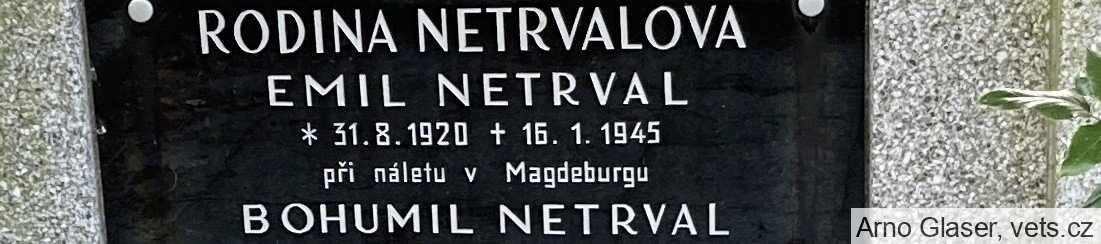 RODINA NETRVALOVA
EMIL NETRVAL
* 31.8.1920 † 16.1.1945
při náletu v Magdeburgu
BOHUMIL NETRVAL
Arno Glaser, vets.cz